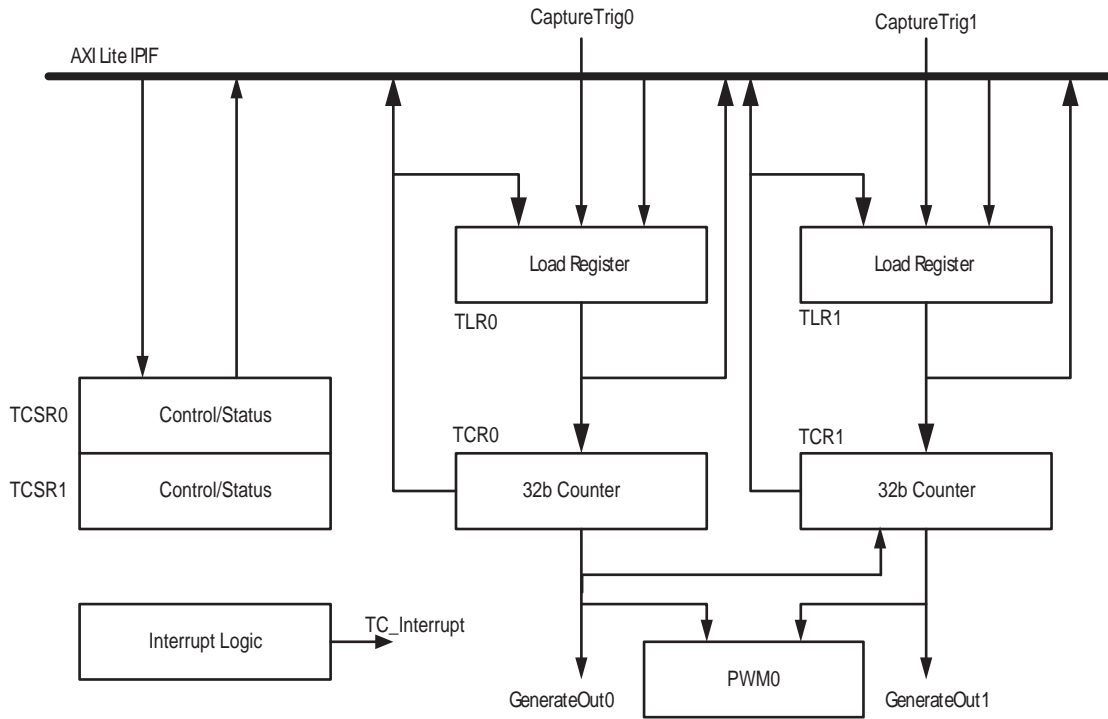 CaptureTrig0
CaptureTrig1
AXI Lite IPIF
Load Register
Load Register
TLR0
TLR1
TCSR0
Control/Status
TCR0
TCR1
TCSR1
Control/Status
32b Counter
32b Counter
Interrupt Logic
TC_Interrupt
PWM0
GenerateOut0
GenerateOut1